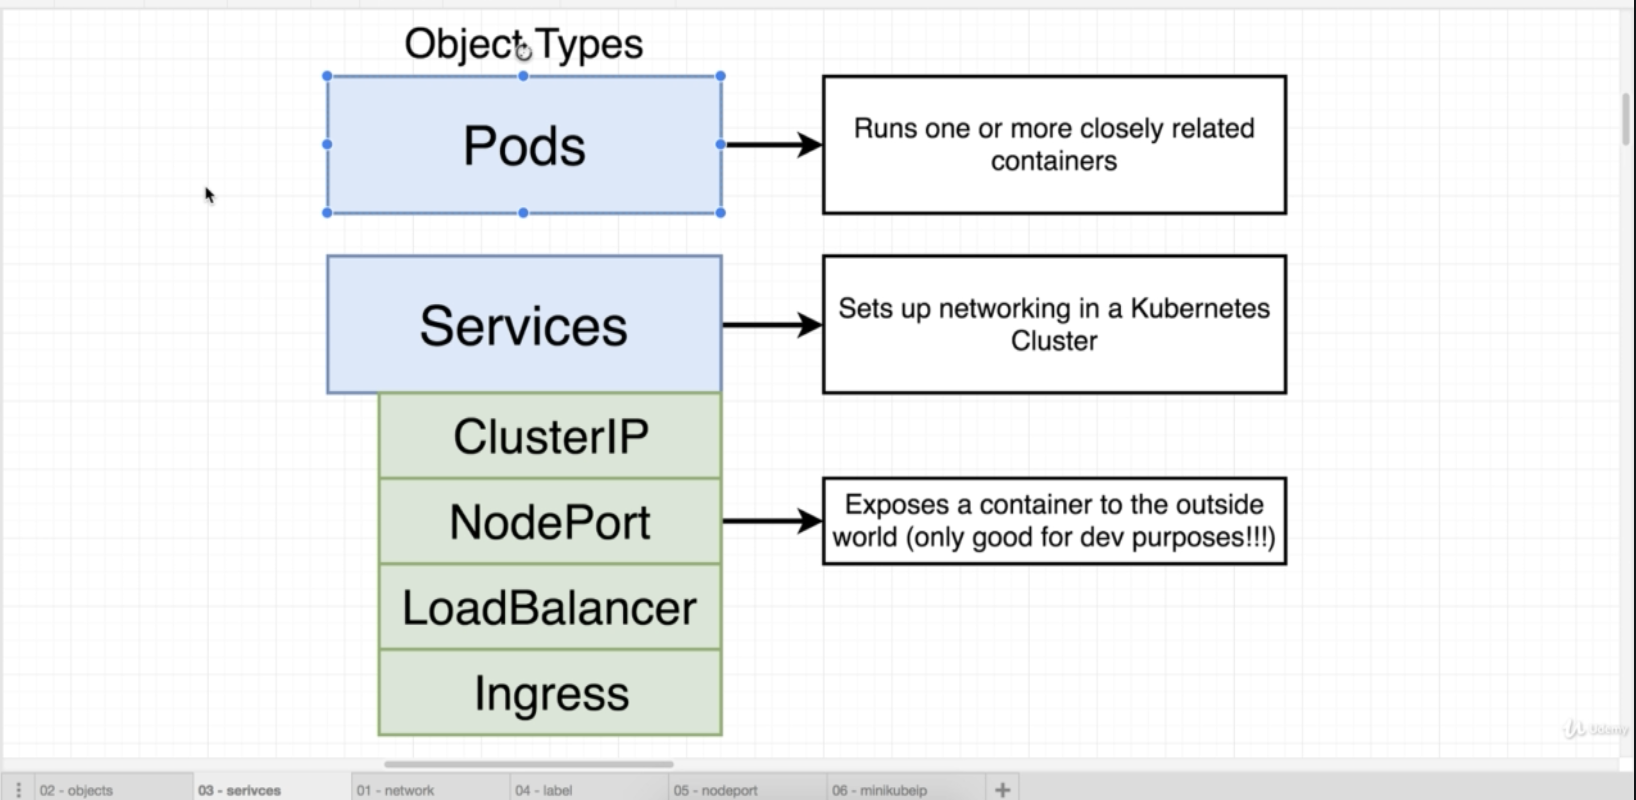 Object Types
Pods
Runs one or more closely related
containers
Services
Sets up networking in a Kubernetes
Cluster
ClusterIP
NodePort
Exposes a container to the outside
world (only good for dev purposes!!!)
LoadBalancer
Ingress
Udemy
02 - objects
03 - serivces
01 - network
04 - label
05 - nodeport
06 - minikubeip